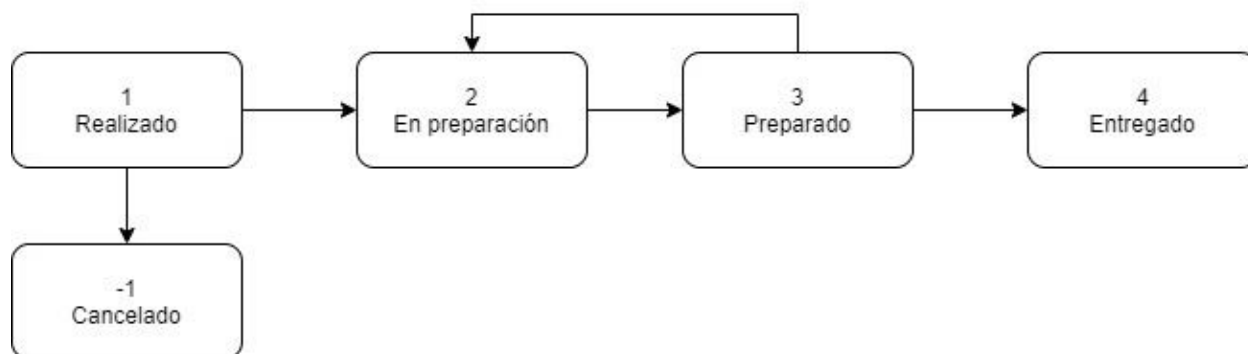 1
Realizado
2
En preparación
3
Preparado
4
Entregado
-1
Cancelado